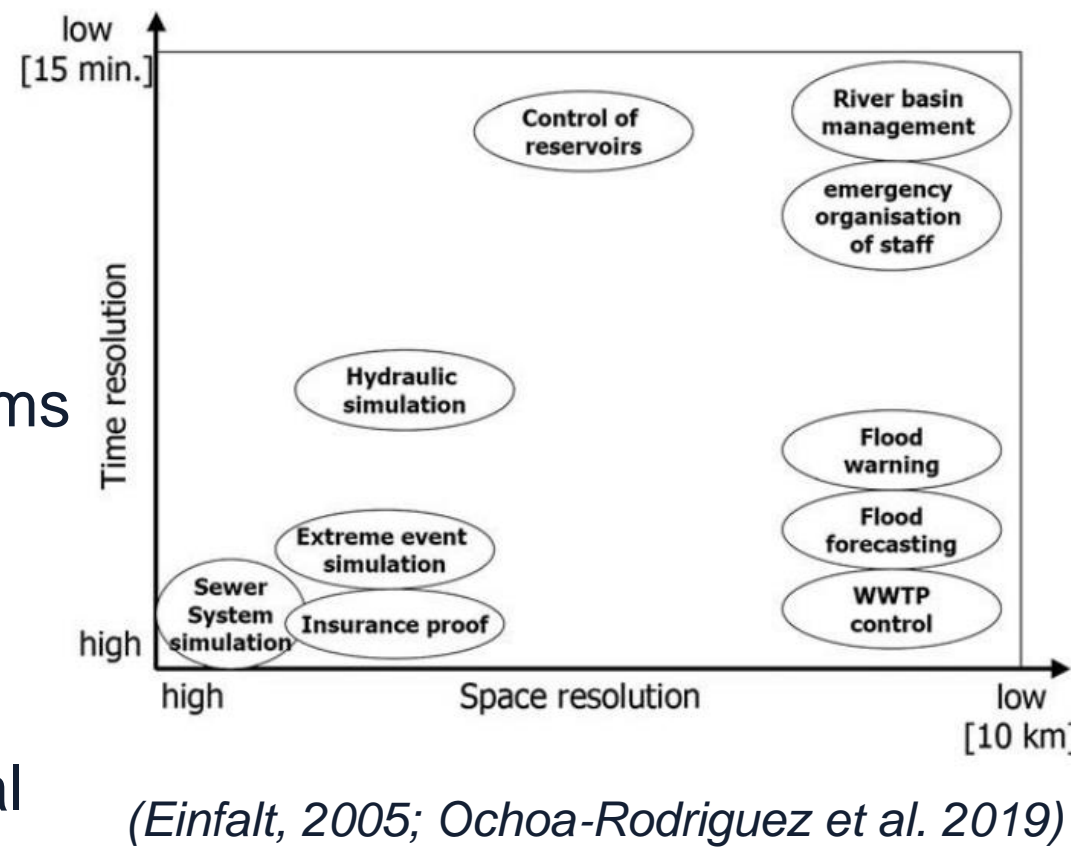 low
[15 min.]
Control of
reservoirs
River basin
management
emergency
organisation
of staff
Time resolution
Hydraulic
simulation
ms
Flood
warning
Flood
forecasting
Extreme event
simulation
Sewer
System
simulation
Insurance proof
WWTP
control
high
high
Space resolution
low
[10 km]
al
(Einfalt, 2005; Ochoa-Rodriguez et al. 2019)